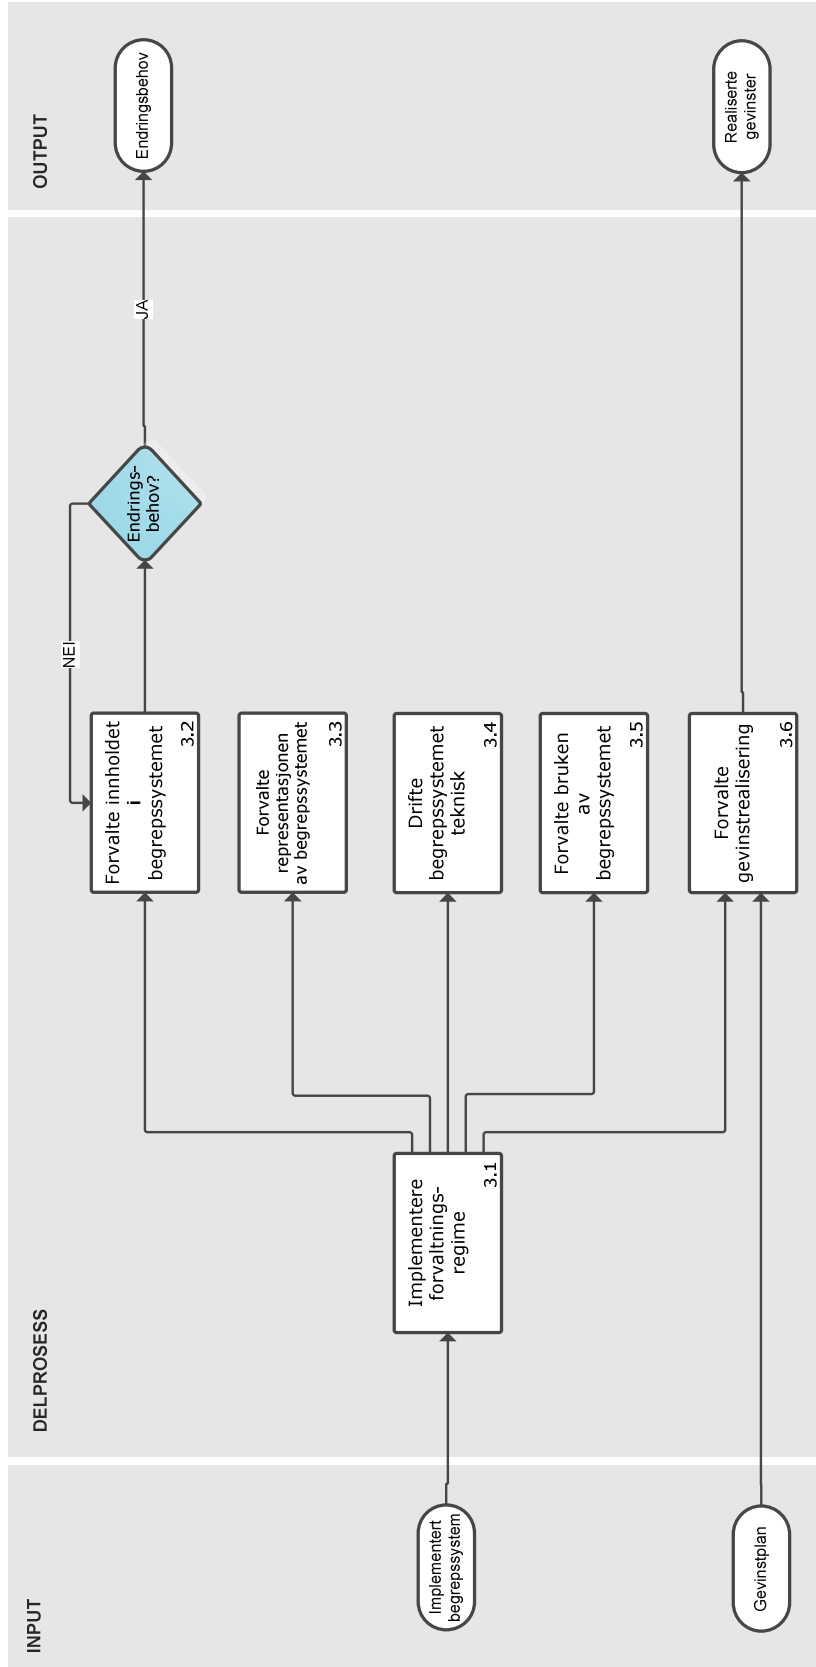 INPUT
DELPROSESS
OUTPUT
Implementert
begrepssystem
Gevinstplan
Implementere
forvaltnings-
regime
3.1
Forvalte innholdet
i
begrepssystemet
3.2
Forvalte
representasjonen
av begrepssystemet
3.3
Drifte
begrepssystemet
teknisk
3.4
Forvalte bruken
av
begrepssystemet
3.5
Forvalte
gevinstrealisering
3.6
NEI
Endrings-
behov?
JA
Endringsbehov
Realiserte
gevinster